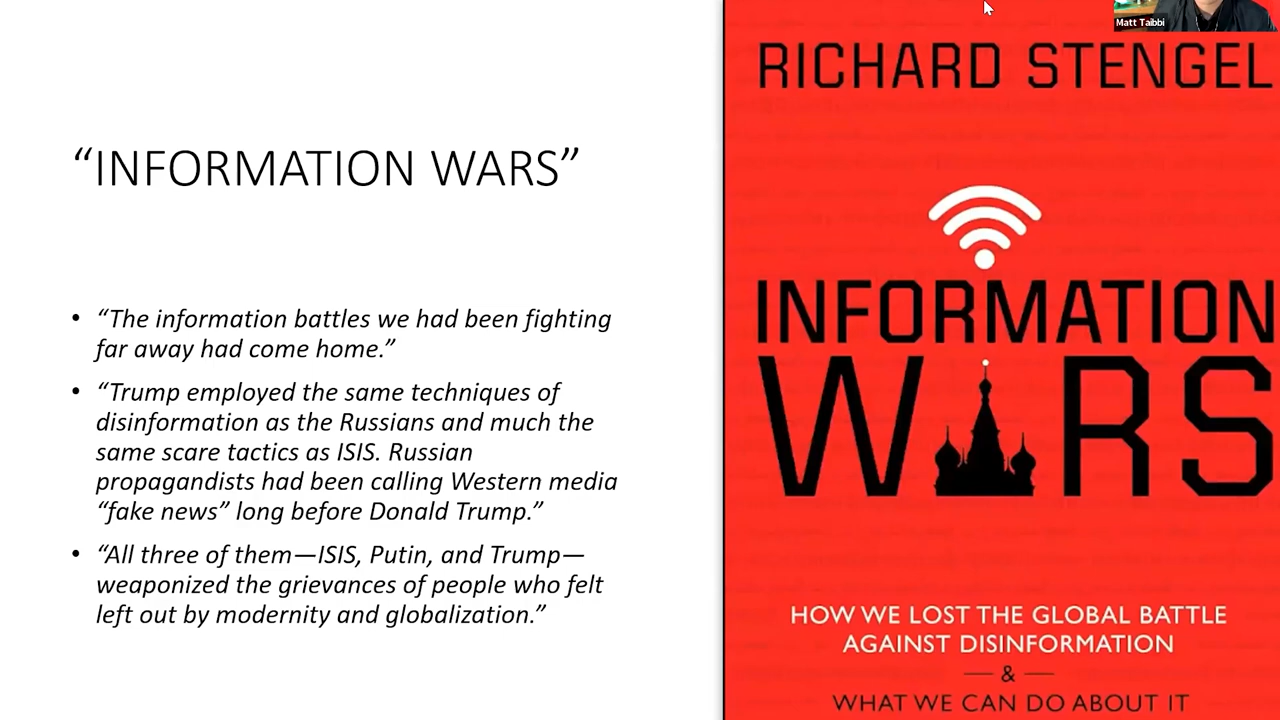 “INFORMATION WARS”
• “The information battles we had been fighting
far away had come home.”
• “Trump employed the same techniques of
disinformation as the Russians and much the
same scare tactics as ISIS. Russian
propagandists had been calling Western media
“fake news” long before Donald Trump.”
• “All three of them—ISIS, Putin, and Trump—
weaponized the grievances of people who felt
left out by modernity and globalization.”
Matt Taibbi
RICHARD STENGEL
INFORMATION
WARS
HOW WE LOST THE GLOBAL BATTLE
AGAINST DISINFORMATION
&
WHAT WE CAN DO ABOUT IT